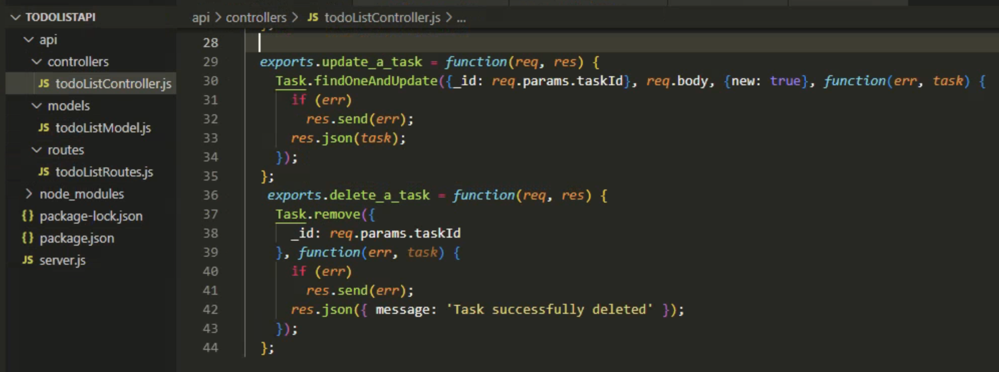 TODOLISTAPI
api
controllers
JS todoListController.js
models
JS todoListModel.js
routes
JS todoListRoutes.js
node_modules
{} package-lock.json
{} package.json
JS server.js
api > controllers > JS todoListController.js > ...
28
29 exports.update_a_task = function(req, res) {
30 Task.findOneAndUpdate({_id: req.params.taskId}, req.body, {new: true}, function(err, task) {
31 if (err)
32 res.send(err);
33 res.json(task);
34 });
35 };
36 exports.delete_a_task = function(req, res) {
37 Task.remove({
38 _id: req.params.taskId
39 }, function(err, task) {
40 if (err)
41 res.send(err);
42 res.json({ message: 'Task successfully deleted' });
43 });
44 };